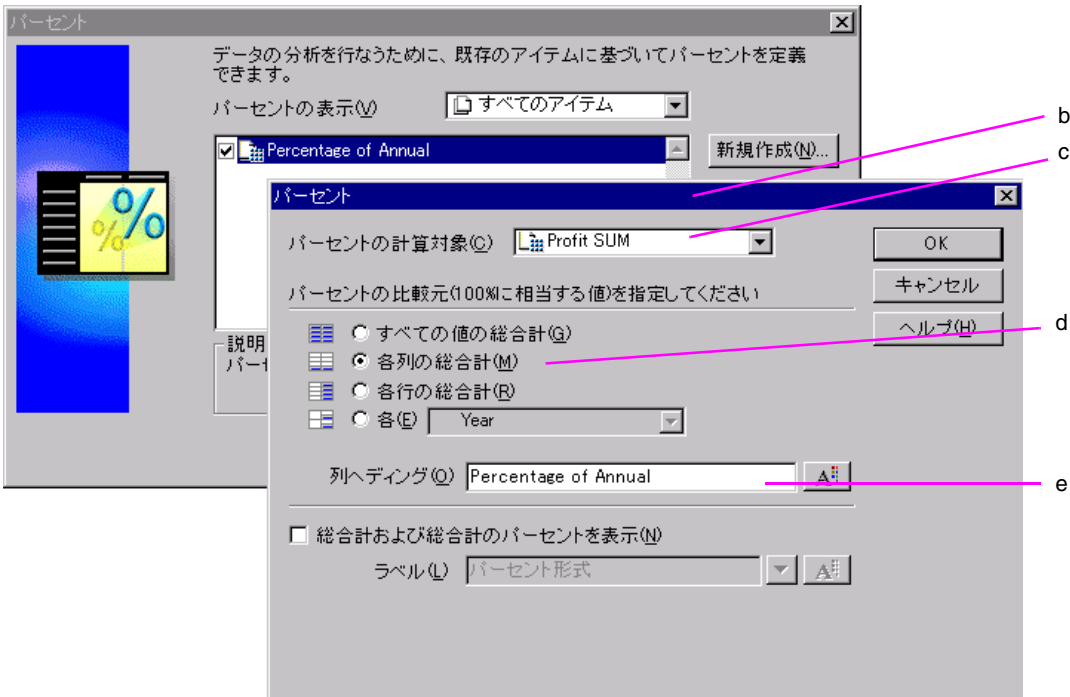 パーセント
データの分析を行なうために、既存のアイテムに基づいてパーセントを定義
できます。
パーセントの表示(V)
すべてのアイテム
Percentage of Annual
新規作成(N)...
説明
パーセ
パーセント
パーセントの計算対象(C)
Profit SUM
OK
キャンセル
ヘルプ(H)
パーセントの比較元(100%に相当する値)を指定してください
すべての値の総合計(G)
各列の総合計(M)
各行の総合計(R)
各(E)
Year
列ヘディング(O)
Percentage of Annual
A
総合計および総合計のパーセントを表示(N)
ラベル(L)
パーセント形式
A
b
c
d
e
%
%